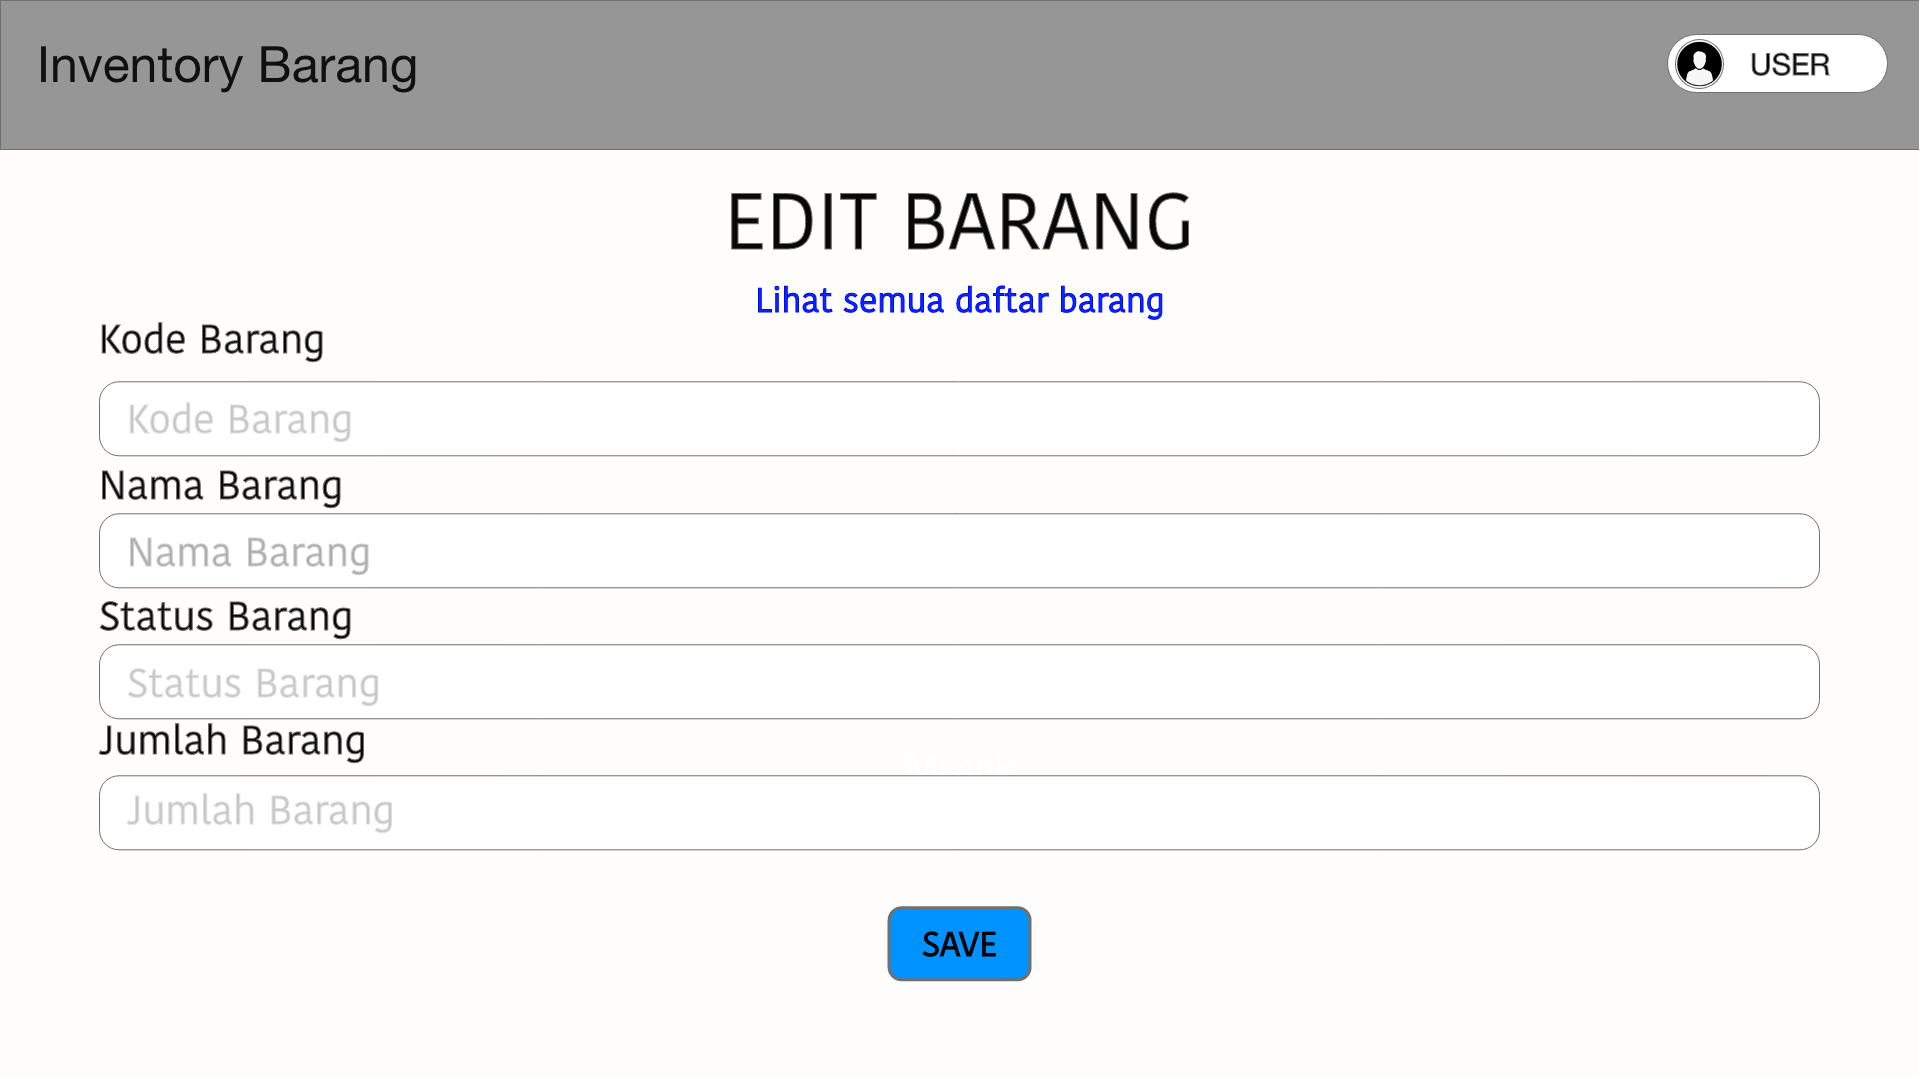 Inventory Barang
USER
EDIT BARANG
Lihat semua daftar barang
Kode Barang
Kode Barang
Nama Barang
Nama Barang
Status Barang
Status Barang
Jumlah Barang
Jumlah Barang
SAVE